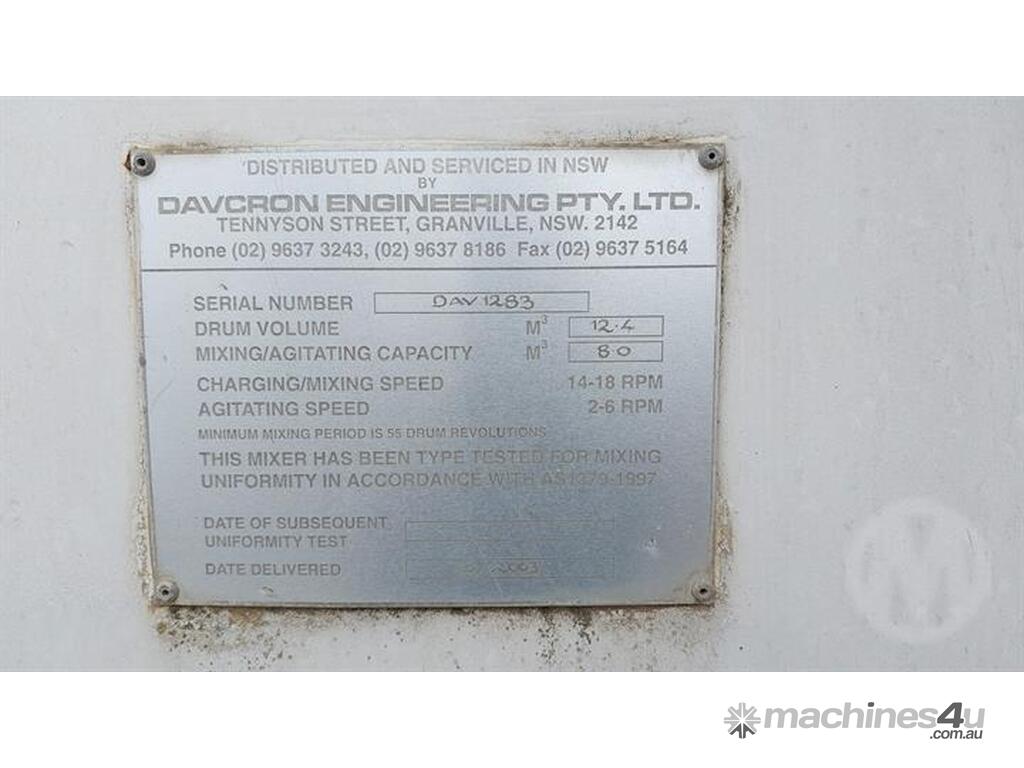 DISTRIBUTED AND SERVICED IN NSW
BY
DAVCRON ENGINEERING PTY. LTD.
TENNYSON STREET, GRANVILLE, NSW. 2142
Phone (02) 9637 3243, (02) 9637 8186 Fax (02) 9637 5164
SERIAL NUMBER DAV1283
DRUM VOLUME M³ 12.4
MIXING/AGITATING CAPACITY M³ 8.0
CHARGING/MIXING SPEED 14-18 RPM
AGITATING SPEED 2-6 RPM
MINIMUM MIXING PERIOD IS 55 DRUM REVOLUTIONS
THIS MIXER HAS BEEN TYPE TESTED FOR MIXING
UNIFORMITY IN ACCORDANCE WITH AS1379-1997
DATE OF SUBSEQUENT
UNIFORMITY TEST
DATE DELIVERED 2003
M
machines4u
.com.au